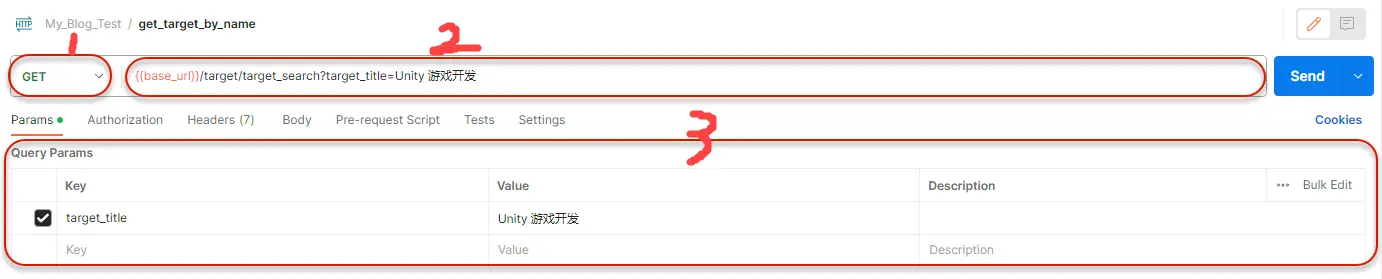 HTTP My_Blog_Test / get_target_by_name
1 2
GET {{base_url}}/target/target_search?target_title=Unity 游戏开发 Send
Params Authorization Headers (7) Body Pre-request Script Tests Settings Cookies
3
Query Params
Key Value Description ••• Bulk Edit
target_title Unity 游戏开发
Key Value Description